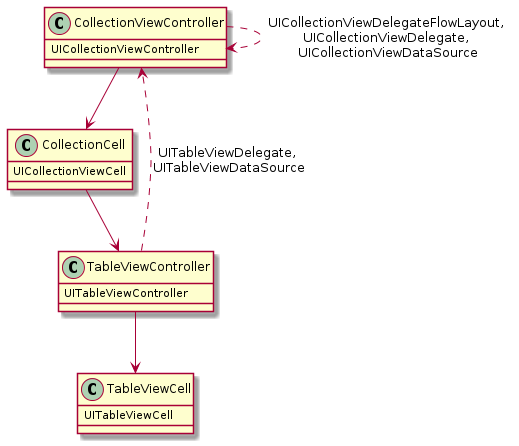 C CollectionViewController
UICollectionViewController
UICollectionViewDelegateFlowLayout,
UICollectionViewDelegate,
UICollectionViewDataSource
C CollectionCell
UICollectionViewCell
UITableViewDelegate,
UITableViewDataSource
C TableViewController
UITableViewController
C TableViewCell
UITableViewCell